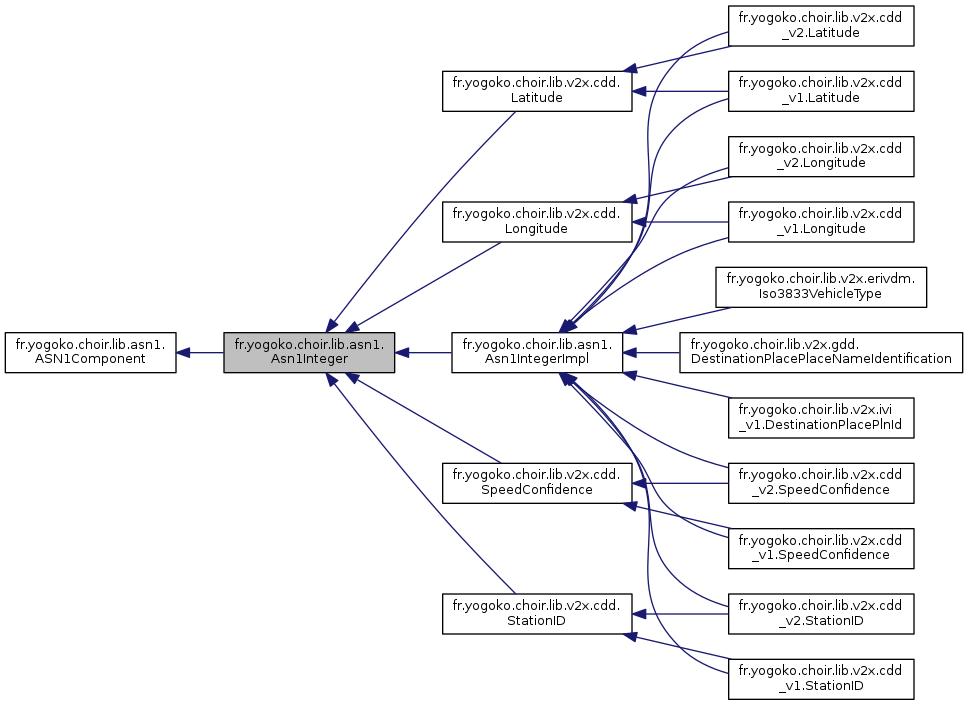 fr.yogoko.choir.lib.asn1.
ASN1Component
fr.yogoko.choir.lib.asn1.
Asn1Integer
fr.yogoko.choir.lib.v2x.cdd.
Latitude
fr.yogoko.choir.lib.v2x.cdd.
Longitude
fr.yogoko.choir.lib.asn1.
Asn1IntegerImpl
fr.yogoko.choir.lib.v2x.cdd.
SpeedConfidence
fr.yogoko.choir.lib.v2x.cdd.
StationID
fr.yogoko.choir.lib.v2x.cdd
_v2.Latitude
fr.yogoko.choir.lib.v2x.cdd
_v1.Latitude
fr.yogoko.choir.lib.v2x.cdd
_v2.Longitude
fr.yogoko.choir.lib.v2x.cdd
_v1.Longitude
fr.yogoko.choir.lib.v2x.erivdm.
Iso3833VehicleType
fr.yogoko.choir.lib.v2x.gdd.
DestinationPlacePlaceNameIdentification
fr.yogoko.choir.lib.v2x.ivi
_v1.DestinationPlacePlnId
fr.yogoko.choir.lib.v2x.cdd
_v2.SpeedConfidence
fr.yogoko.choir.lib.v2x.cdd
_v1.SpeedConfidence
fr.yogoko.choir.lib.v2x.cdd
_v2.StationID
fr.yogoko.choir.lib.v2x.cdd
_v1.StationID